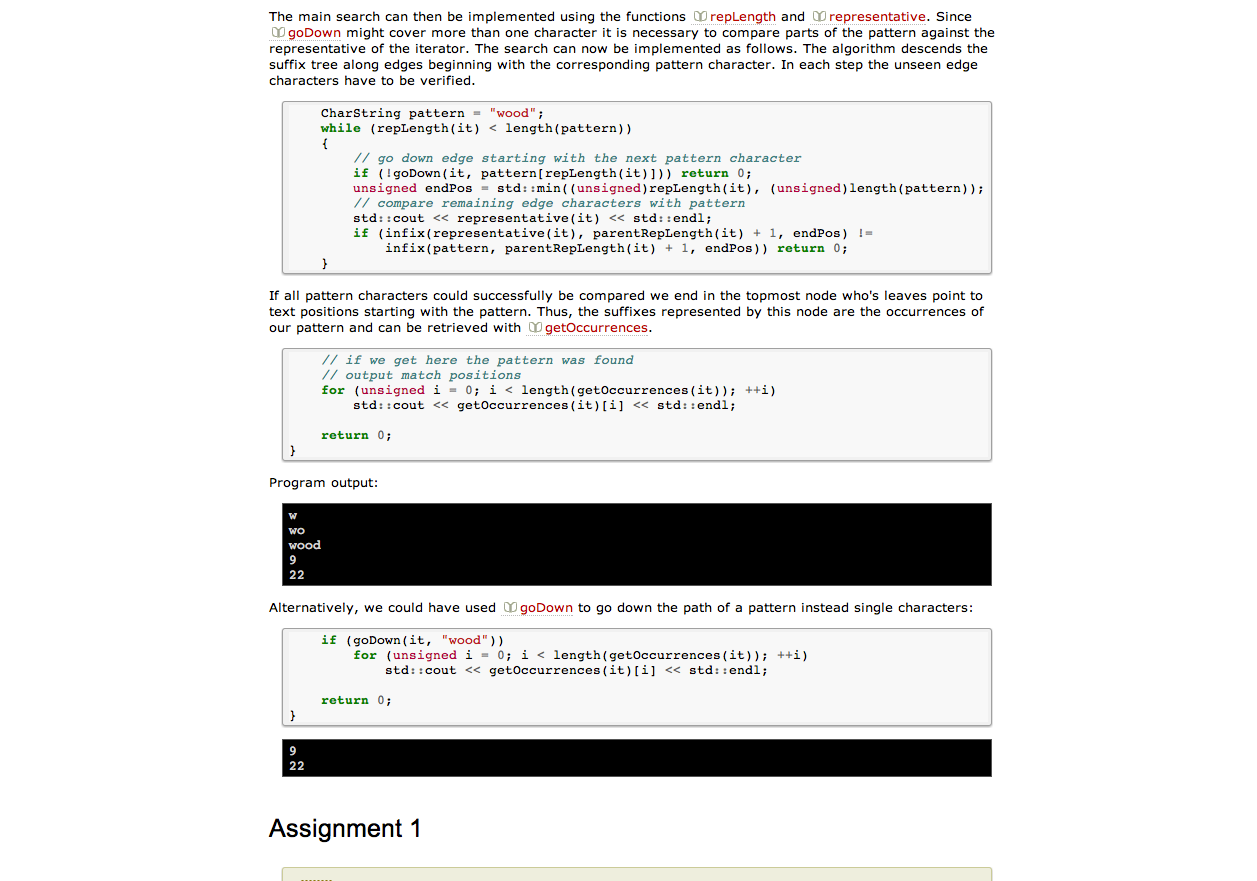 The main search can then be implemented using the functions repLength and representative. Since
goDown might cover more than one character it is necessary to compare parts of the pattern against the
representative of the iterator. The search can now be implemented as follows. The algorithm descends the
suffix tree along edges beginning with the corresponding pattern character. In each step the unseen edge
characters have to be verified.
CharString pattern = "wood";
while (repLength(it) < length(pattern))
{
// go down edge starting with the next pattern character
if (!goDown(it, pattern[repLength(it)])) return 0;
unsigned endPos = std::min((unsigned)repLength(it), (unsigned)length(pattern));
// compare remaining edge characters with pattern
std::cout << representative(it) << std::endl;
if (infix(representative(it), parentRepLength(it) + 1, endPos) !=
infix(pattern, parentRepLength(it) + 1, endPos)) return 0;
}
If all pattern characters could successfully be compared we end in the topmost node who's leaves point to
text positions starting with the pattern. Thus, the suffixes represented by this node are the occurrences of
our pattern and can be retrieved with getOccurrences.
// if we get here the pattern was found
// output match positions
for (unsigned i = 0; i < length(getOccurrences(it)); ++i)
std::cout << getOccurrences(it)[i] << std::endl;
return 0;
}
Program output:
w
wo
wood
9
22
Alternatively, we could have used goDown to go down the path of a pattern instead single characters:
if (goDown(it, "wood"))
for (unsigned i = 0; i < length(getOccurrences(it)); ++i)
std::cout << getOccurrences(it)[i] << std::endl;
return 0;
}
9
22
Assignment 1